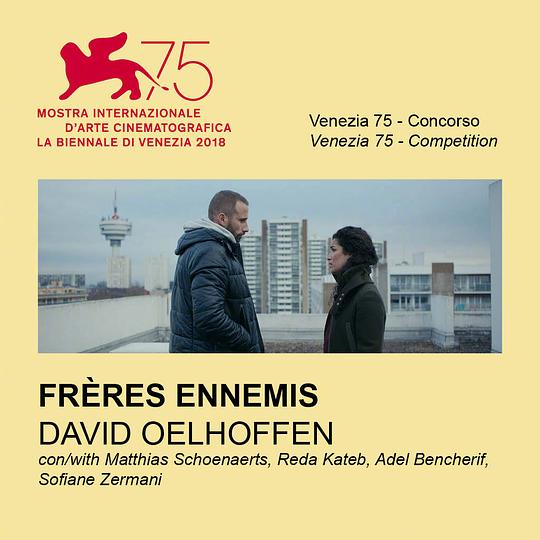 75
MOSTRA INTERNAZIONALE
D'ARTE CINEMATOGRAFICA
LA BIENNALE DI VENEZIA 2018
Venezia 75 - Concorso
Venezia 75 - Competition
FRÈRES ENNEMIS
DAVID OELHOFFEN
con/with Matthias Schoenaerts, Reda Kateb, Adel Bencherif,
Sofiane Zermani